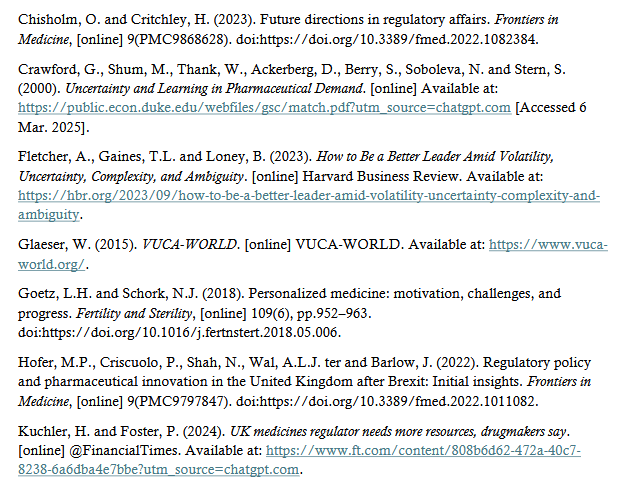 Chisholm, O. and Critchley, H. (2023). Future directions in regulatory affairs. Frontiers in
Medicine, [online] 9(PMC9868628). doi:https://doi.org/10.3389/fmed.2022.1082384.
Crawford, G., Shum, M., Thank, W., Ackerberg, D., Berry, S., Soboleva, N. and Stern, S.
(2000). Uncertainty and Learning in Pharmaceutical Demand. [online] Available at:
https://public.econ.duke.edu/webfiles/gsc/match.pdf?utm_source=chatgpt.com [Accessed 6
Mar. 2025].
Fletcher, A., Gaines, T.L. and Loney, B. (2023). How to Be a Better Leader Amid Volatility,
Uncertainty, Complexity, and Ambiguity. [online] Harvard Business Review. Available at:
https://hbr.org/2023/09/how-to-be-a-better-leader-amid-volatility-uncertainty-complexity-and-
ambiguity.
Glaeser, W. (2015). VUCA-WORLD. [online] VUCA-WORLD. Available at: https://www.vuca-
world.org/.
Goetz, L.H. and Schork, N.J. (2018). Personalized medicine: motivation, challenges, and
progress. Fertility and Sterility, [online] 109(6), pp.952–963.
doi:https://doi.org/10.1016/j.fertnstert.2018.05.006.
Hofer, M.P., Criscuolo, P., Shah, N., Wal, A.L.J. ter and Barlow, J. (2022). Regulatory policy
and pharmaceutical innovation in the United Kingdom after Brexit: Initial insights. Frontiers in
Medicine, [online] 9(PMC9797847). doi:https://doi.org/10.3389/fmed.2022.1011082.
Kuchler, H. and Foster, P. (2024). UK medicines regulator needs more resources, drugmakers say.
[online] @FinancialTimes. Available at: https://www.ft.com/content/808b6d62-472a-40c7-
8238-6a6dba4e7bbe?utm_source=chatgpt.com.